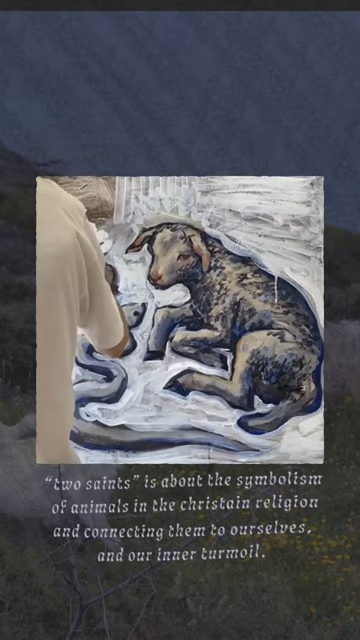 "two saints" is about the symbolism
of animals in the christain religion
and connecting them to ourselves,
and our inner turmoil.